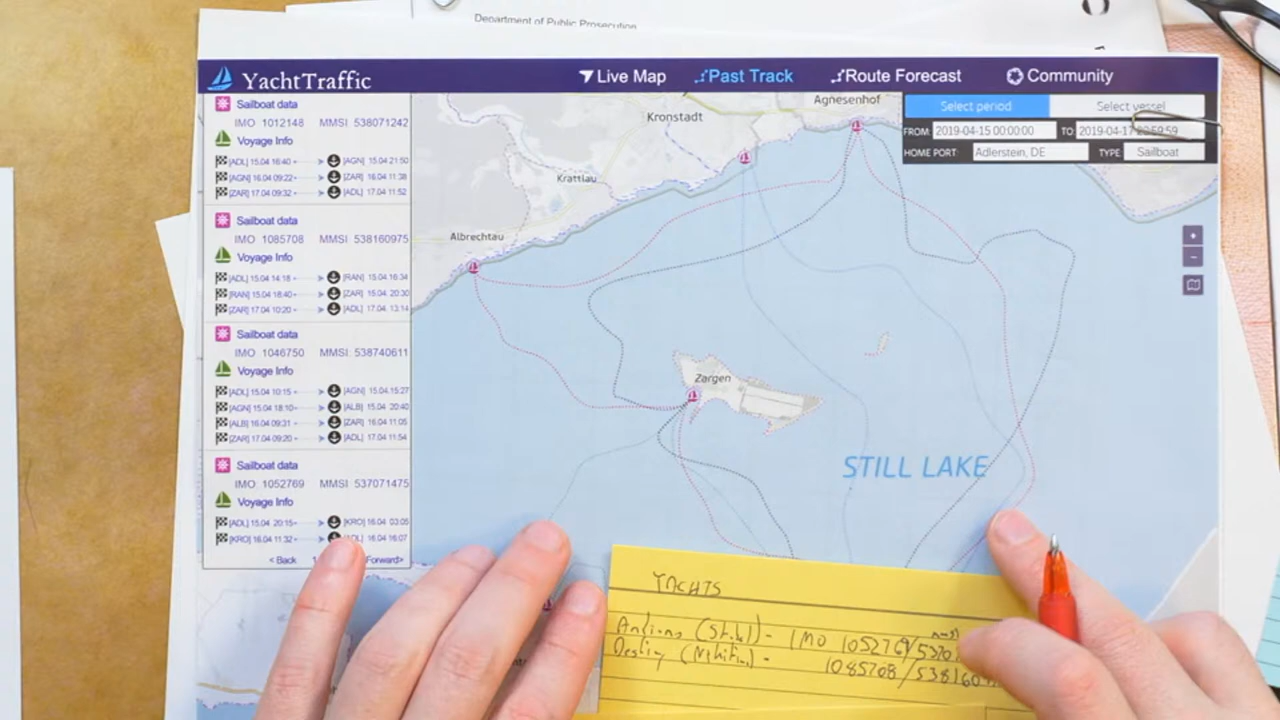 Department of Public Prosecution
YachtTraffic
Live Map
Past Track
Route Forecast
Community
Sailboat data
IMO 1012148 MMSI 538071242
Voyage Info
[ADL] 15.04 16:40 [AGN] 15.04 21:50
[AGN] 16.04 09:22 [ZAR] 16.04 11:38
[ZAR] 17.04 09:32 [ADL] 17.04 11:52
Sailboat data
IMO 1085708 MMSI 538160975
Voyage Info
[ADL] 15.04 14:18 [RAN] 15.04 16:34
[RAN] 15.04 18:40 [ZAR] 15.04. 20:30
[ZAR] 17.04 10:20 [ADL] 17.04. 13:14
Sailboat data
IMO 1046750 MMSI 538740611
Voyage Info
[ADL] 15.04 10:15 [AGN] 15.04.15:27
[AGN] 15.04 18:10 [ALB] 15.04 20:40
[ALB] 16.04 09:31 [ZAR] 16.04 11:05
[ZAR] 17.04 09:20 [ADL] 17.04 11:54
Sailboat data
IMO 1052769 MMSI 537071475
Voyage Info
[ADL] 15.04 20:15 [KRO] 16.04 03:05
[KRO] 16.04 11:32 16.04 16:07
< Back Forward>
Select period
Select vessel
FROM: 2019-04-15 00:00:00 TO: 2019-04-17
HOME PORT: Adlerstein, DE TYPE: Sailboat
Agnesenhof
Kronstadt
Krattlau
Albrechtau
Zargen
STILL LAKE
YACHTS
IMO 105276
Destiny 1085708/53816